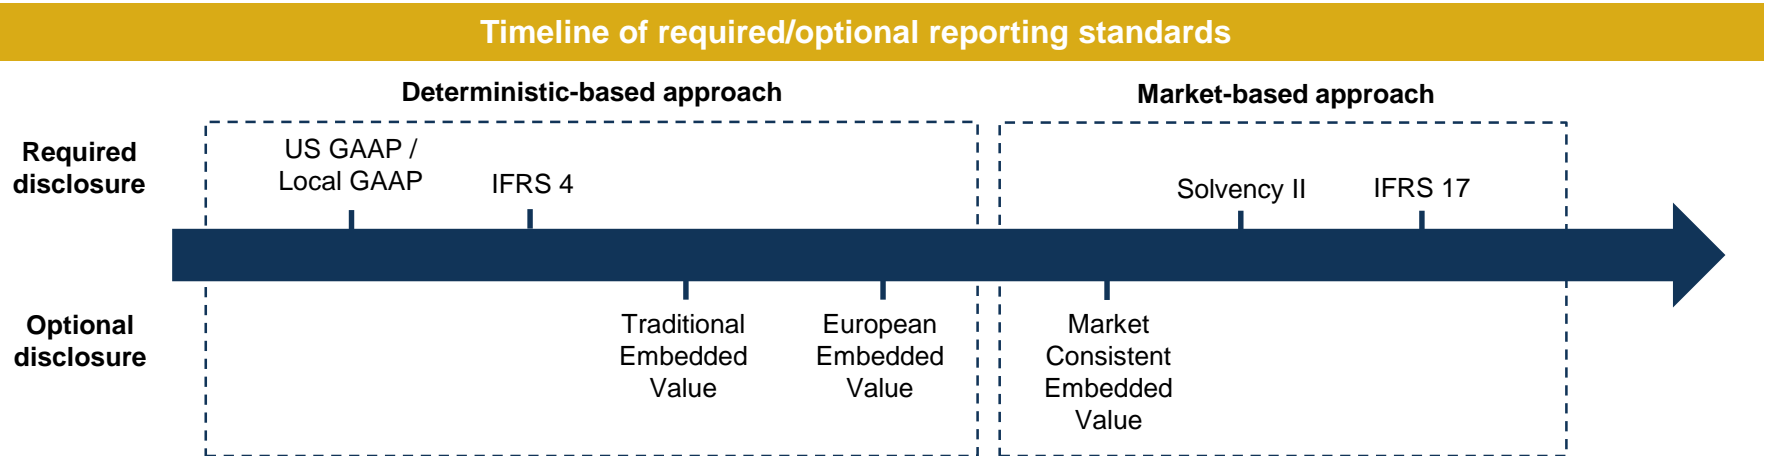 Timeline of required/optional reporting standards
Deterministic-based approach
Market-based approach
Required
disclosure
US GAAP /
Local GAAP
IFRS 4
Solvency II
IFRS 17
Optional
disclosure
Traditional
Embedded
Value
European
Embedded
Value
Market
Consistent
Embedded
Value